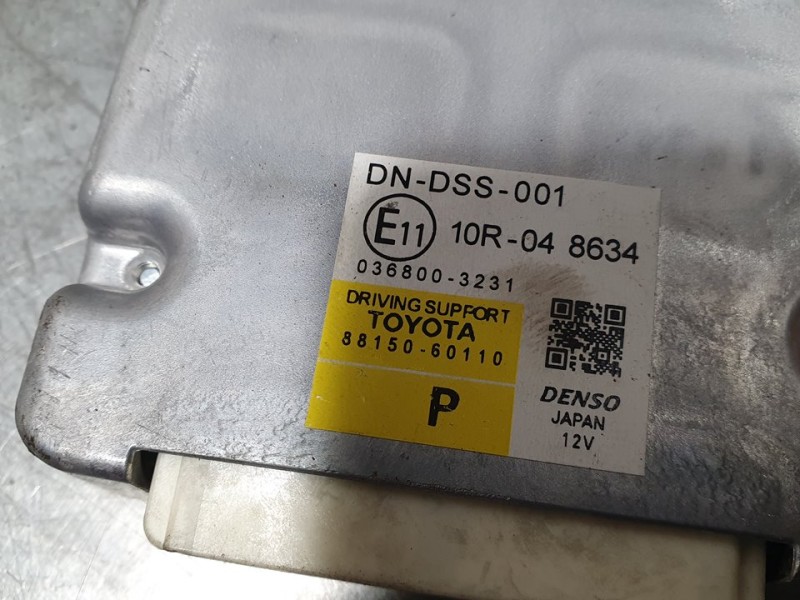 DN-DSS-001
E11 10R-04 8634
036800-3231
DRIVING SUPPORT
TOYOTA
88150-60110
P
DENSO
JAPAN
12V